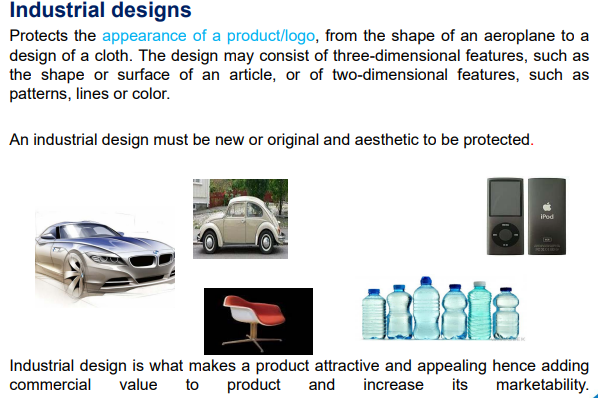 Industrial designs
Protects the appearance of a product/logo, from the shape of an aeroplane to a
design of a cloth. The design may consist of three-dimensional features, such as
the shape or surface of an article, or of two-dimensional features, such as
patterns, lines or color.
An industrial design must be new or original and aesthetic to be protected.
iPod
Industrial design is what makes a product attractive and appealing hence adding
commercial value to product and increase its marketability.